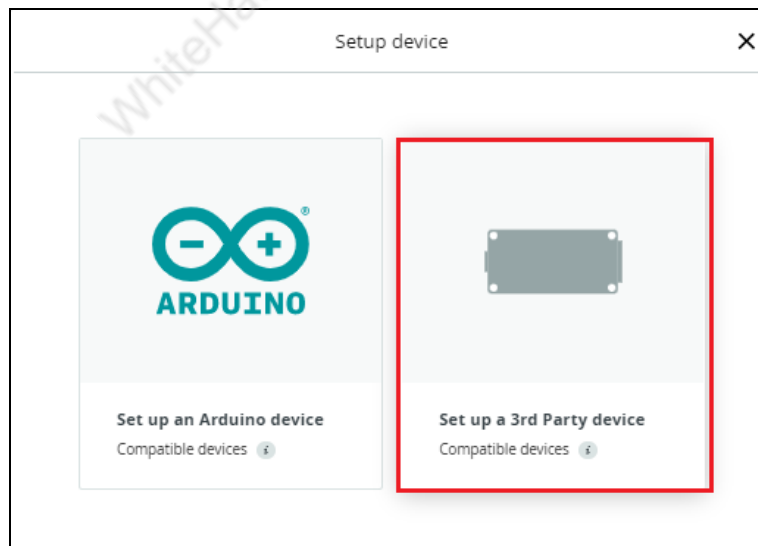 Setup device
ARDUINO
Set up an Arduino device
Compatible devices
Set up a 3rd Party device
Compatible devices